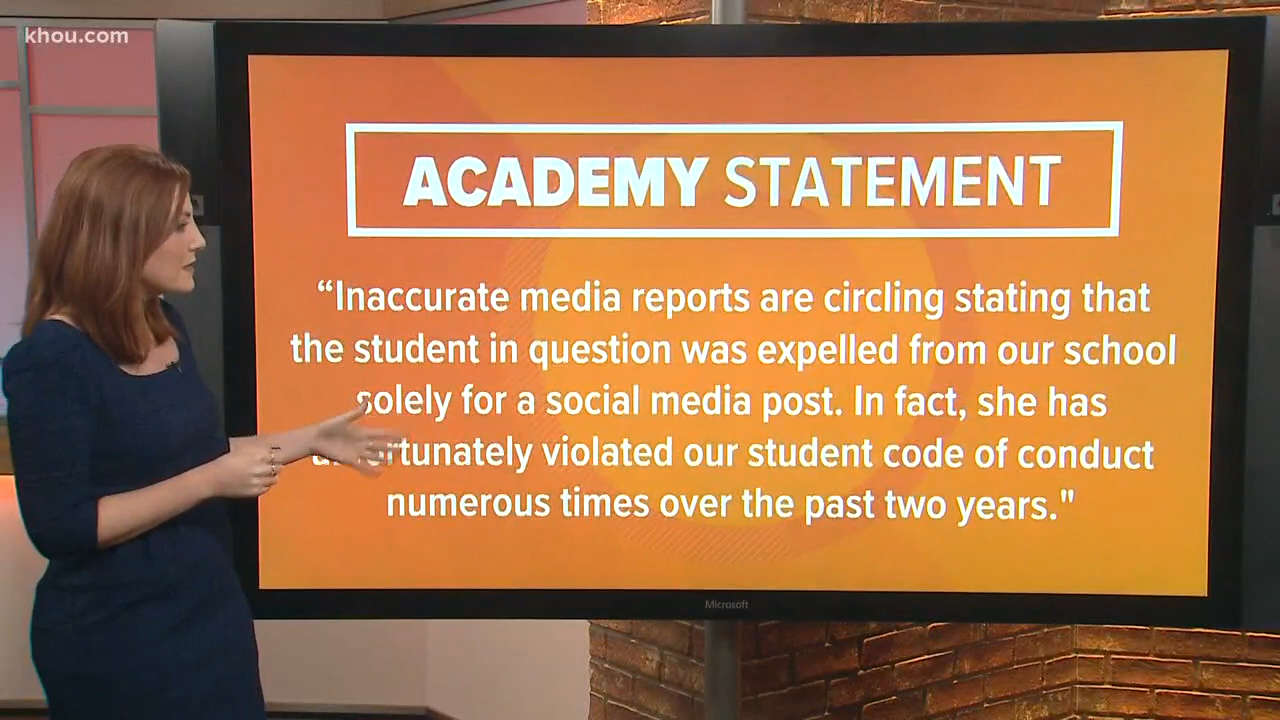 khou.com
ACADEMY STATEMENT
“Inaccurate media reports are circling stating that
the student in question was expelled from our school
solely for a social media post. In fact, she has
unfortunately violated our student code of conduct
numerous times over the past two years."
Microsoft